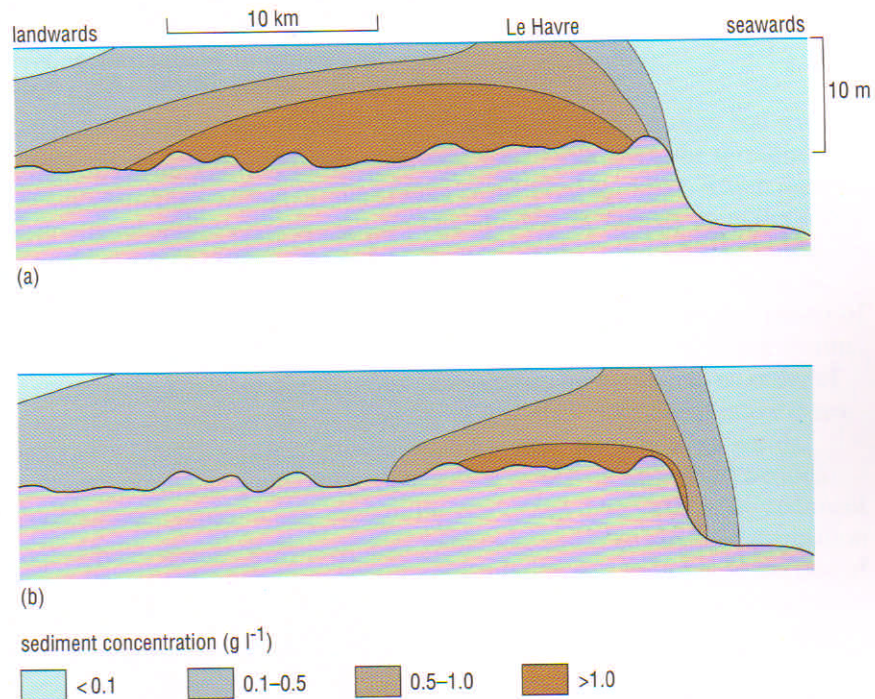 landwards
10 km
Le Havre
seawards
10 m
(a)
(b)
sediment concentration (g l⁻¹)
< 0.1
0.1–0.5
0.5–1.0
>1.0